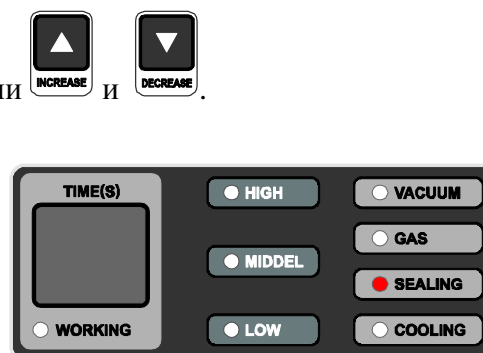 INCREASE DECREASE
и .
TIME(S) HIGH VACUUM
GAS
MIDDEL
SEALING
WORKING LOW COOLING